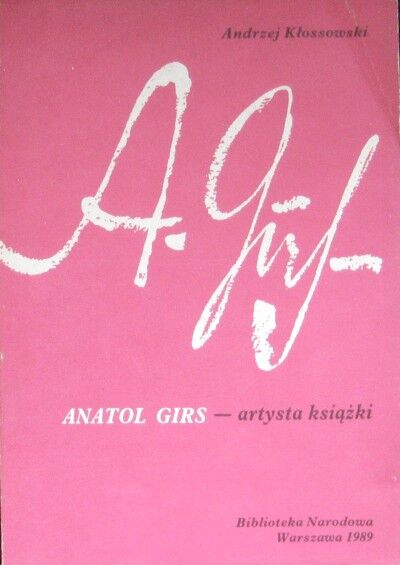 Andrzej Kłossowski
A. Girs
ANATOL GIRS — artysta książki
Biblioteka Narodowa
Warszawa 1989